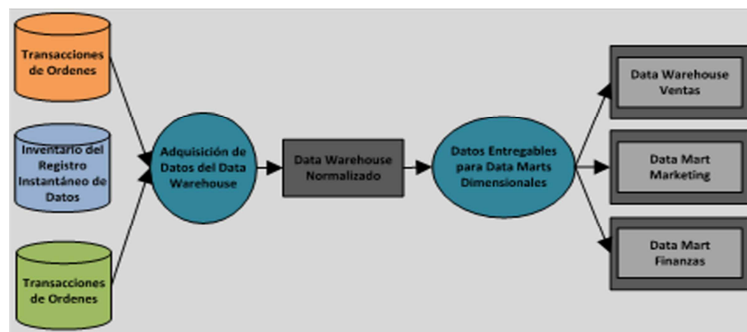 Transacciones
de Ordenes
Inventario del
Registro
Instantáneo de
Datos
Transacciones
de Ordenes
Adquisición de
Datos del Data
Warehouse
Data Warehouse
Normalizado
Datos Entregables
para Data Marts
Dimensionales
Data Warehouse
Ventas
Data Mart
Marketing
Data Mart
Finanzas